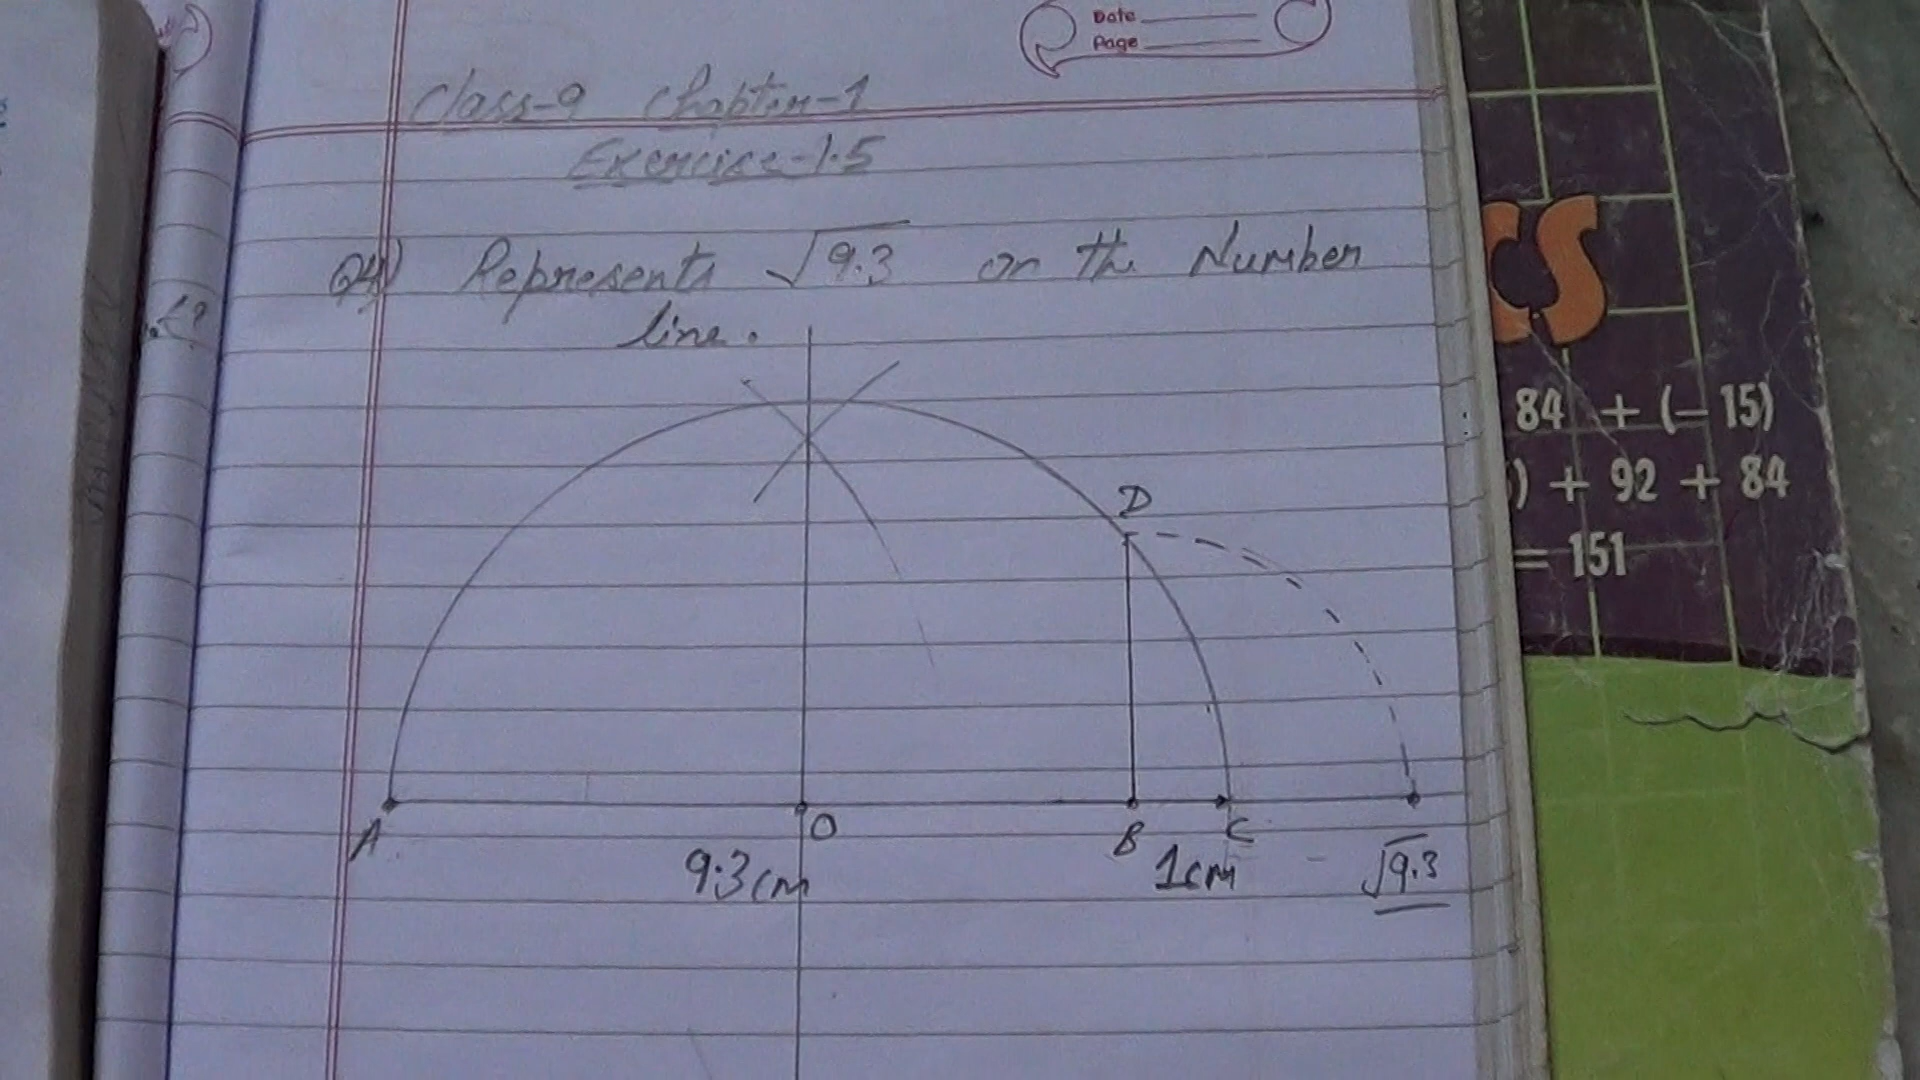 Date
Page
Class-9 Chapter-1
Exercise-1.5
Q4) Represents √9.3 on the Number
line.
D
A O B C
9.3cm 1cm √9.3
CS
84 + (- 15)
) + 92 + 84
= 151